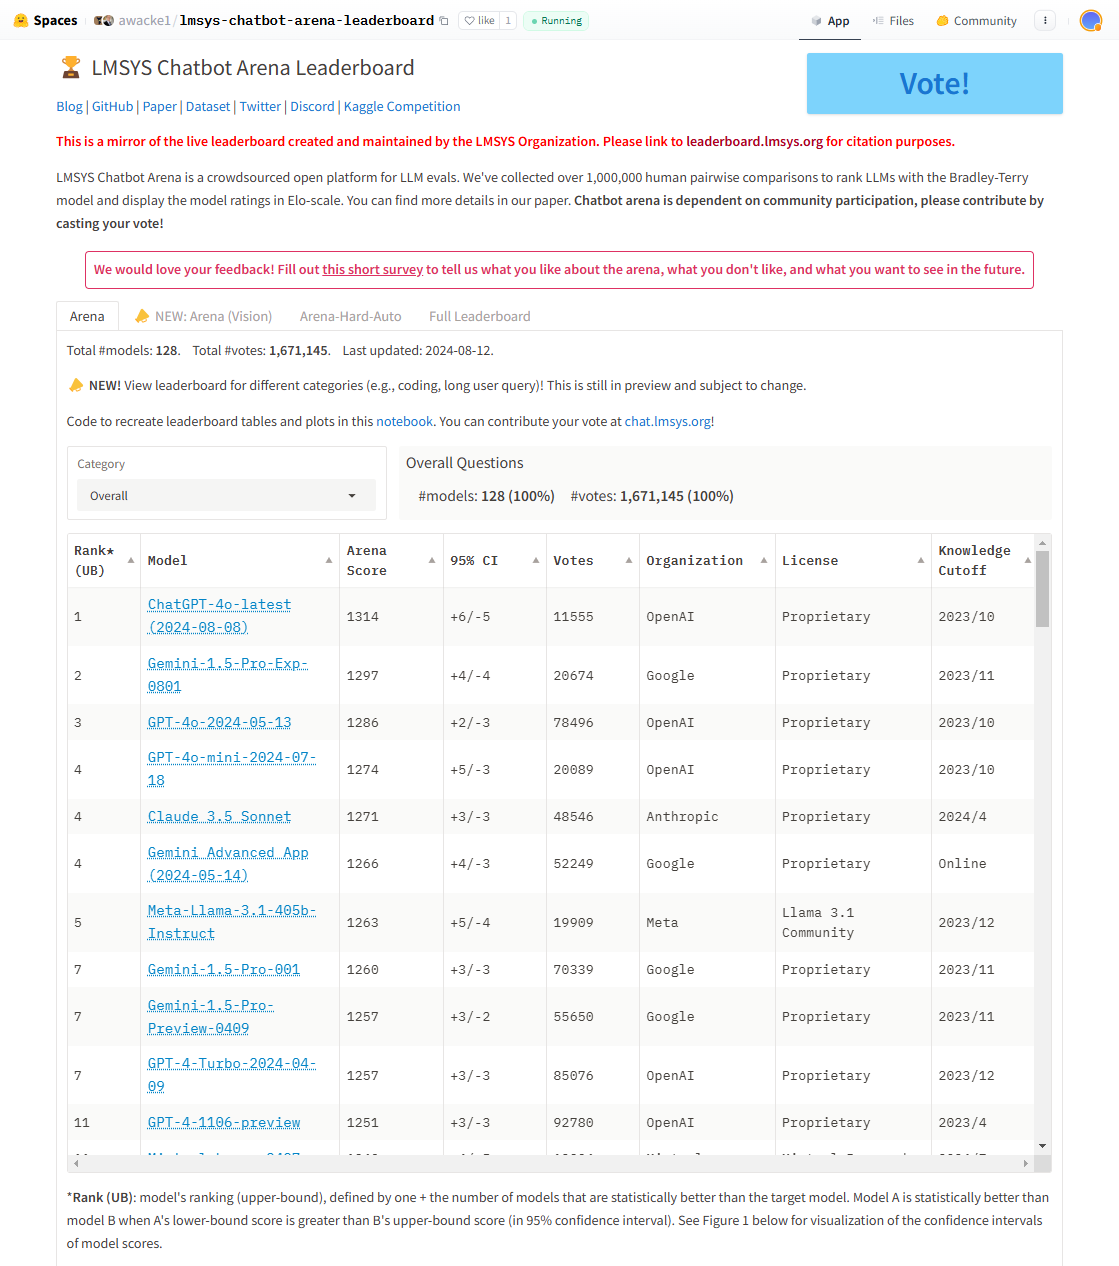 Spaces awacke1/lmsys-chatbot-arena-leaderboard like 1 Running App Files Community
LMSYS Chatbot Arena Leaderboard
Vote!
Blog | GitHub | Paper | Dataset | Twitter | Discord | Kaggle Competition
This is a mirror of the live leaderboard created and maintained by the LMSYS Organization. Please link to leaderboard.lmsys.org for citation purposes.
LMSYS Chatbot Arena is a crowdsourced open platform for LLM evals. We've collected over 1,000,000 human pairwise comparisons to rank LLMs with the Bradley-Terry
model and display the model ratings in Elo-scale. You can find more details in our paper. Chatbot arena is dependent on community participation, please contribute by
casting your vote!
We would love your feedback! Fill out this short survey to tell us what you like about the arena, what you don't like, and what you want to see in the future.
Arena NEW: Arena (Vision) Arena-Hard-Auto Full Leaderboard
Total #models: 128. Total #votes: 1,671,145. Last updated: 2024-08-12.
NEW! View leaderboard for different categories (e.g., coding, long user query)! This is still in preview and subject to change.
Code to recreate leaderboard tables and plots in this notebook. You can contribute your vote at chat.lmsys.org!
Category
Overall
Overall Questions
#models: 128 (100%) #votes: 1,671,145 (100%)
Rank* (UB) Model Arena Score 95% CI Votes Organization License Knowledge Cutoff
1 ChatGPT-4o-latest (2024-08-08) 1314 +6/-5 11555 OpenAI Proprietary 2023/10
2 Gemini-1.5-Pro-Exp-0801 1297 +4/-4 20674 Google Proprietary 2023/11
3 GPT-4o-2024-05-13 1286 +2/-3 78496 OpenAI Proprietary 2023/10
4 GPT-4o-mini-2024-07-18 1274 +5/-3 20089 OpenAI Proprietary 2023/10
4 Claude 3.5 Sonnet 1271 +3/-3 48546 Anthropic Proprietary 2024/4
4 Gemini Advanced App (2024-05-14) 1266 +4/-3 52249 Google Proprietary Online
5 Meta-Llama-3.1-405b-Instruct 1263 +5/-4 19909 Meta Llama 3.1 Community 2023/12
7 Gemini-1.5-Pro-001 1260 +3/-3 70339 Google Proprietary 2023/11
7 Gemini-1.5-Pro-Preview-0409 1257 +3/-2 55650 Google Proprietary 2023/11
7 GPT-4-Turbo-2024-04-09 1257 +3/-3 85076 OpenAI Proprietary 2023/12
11 GPT-4-1106-preview 1251 +3/-3 92780 OpenAI Proprietary 2023/4
*Rank (UB): model's ranking (upper-bound), defined by one + the number of models that are statistically better than the target model. Model A is statistically better than
model B when A's lower-bound score is greater than B's upper-bound score (in 95% confidence interval). See Figure 1 below for visualization of the confidence intervals
of model scores.